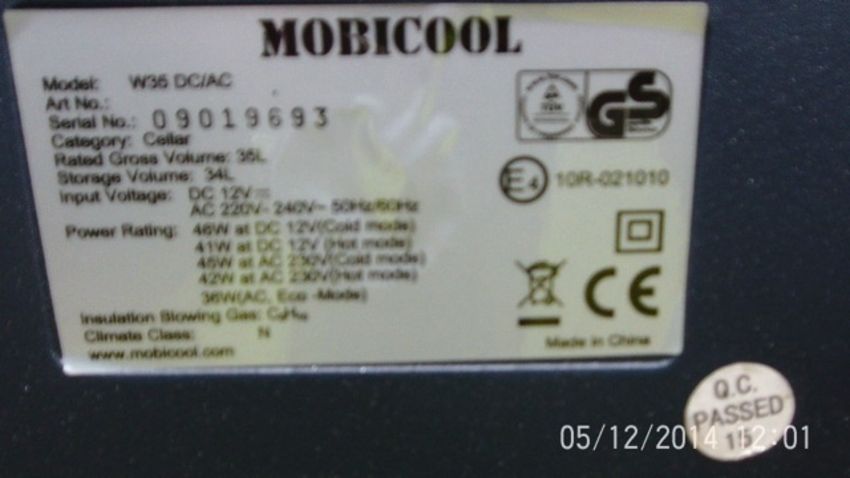 MOBICOOL
Model: W35 DC/AC
Art No.:
Serial No.: 09019693
Category: Cellar
Rated Gross Volume: 35L
Storage Volume: 34L
Input Voltage: DC 12V⎓
AC 220V- 240V~ 50Hz/60Hz
Power Rating: 46W at DC 12V(Cold mode)
41W at DC 12V (Hot mode)
45W at AC 230V(Cold mode)
42W at AC 230V(Hot mode)
36W(AC, Eco -Mode)
Insulation Blowing Gas:
Climate Class: N
www.mobicool.com
GS
E4 10R-021010
CE
Made in China
Q.C.
PASSED
15
05/12/2014 12:01